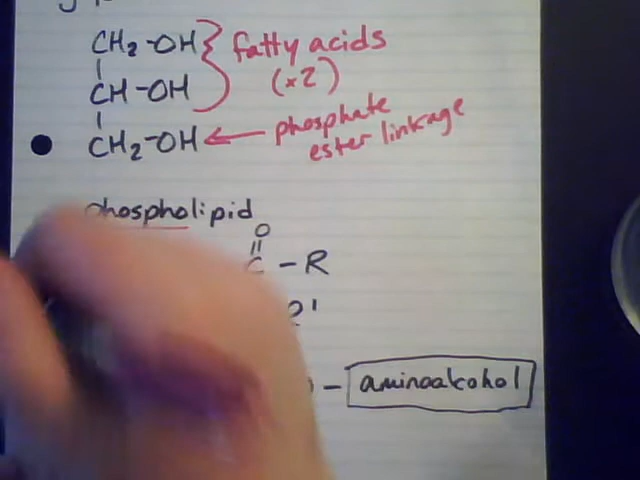 CH2-OH } fatty acids
(x2)
CH-OH
CH2-OH ← phosphate
ester linkage
phospholipid
O
C - R
R'
- aminoalcohol